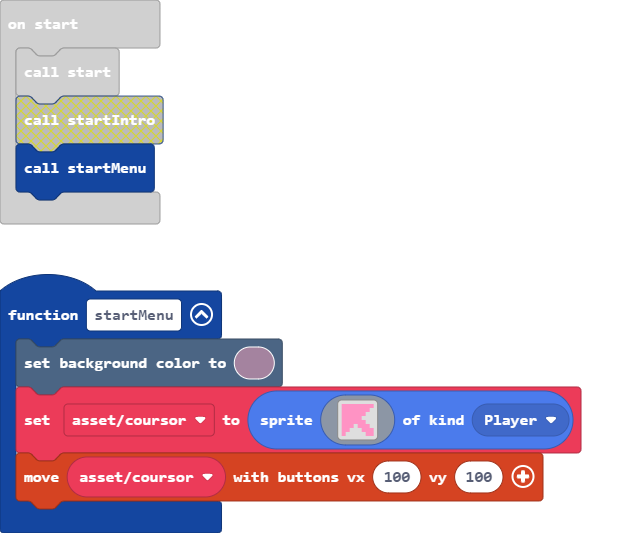 on start
call start
call startIntro
call startMenu
function startMenu
set background color to
set asset/coursor to sprite of kind Player
move asset/coursor with buttons vx 100 vy 100